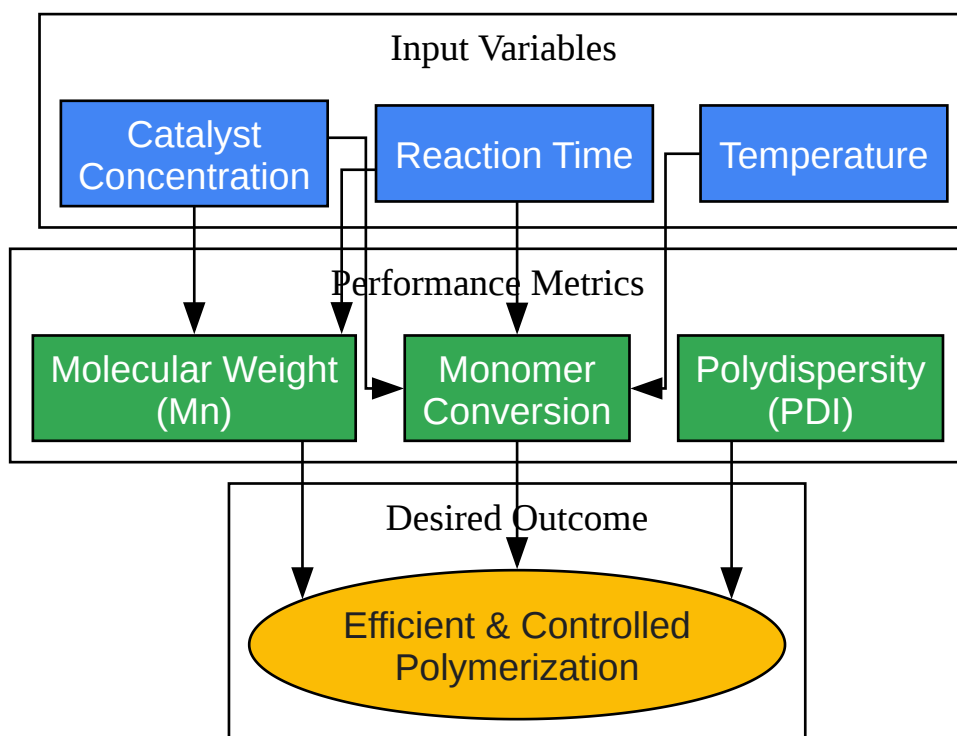 Input Variables
Catalyst
Concentration
Reaction Time
Temperature
Performance Metrics
Molecular Weight
(Mn)
Monomer
Conversion
Polydispersity
(PDI)
Desired Outcome
Efficient & Controlled
Polymerization